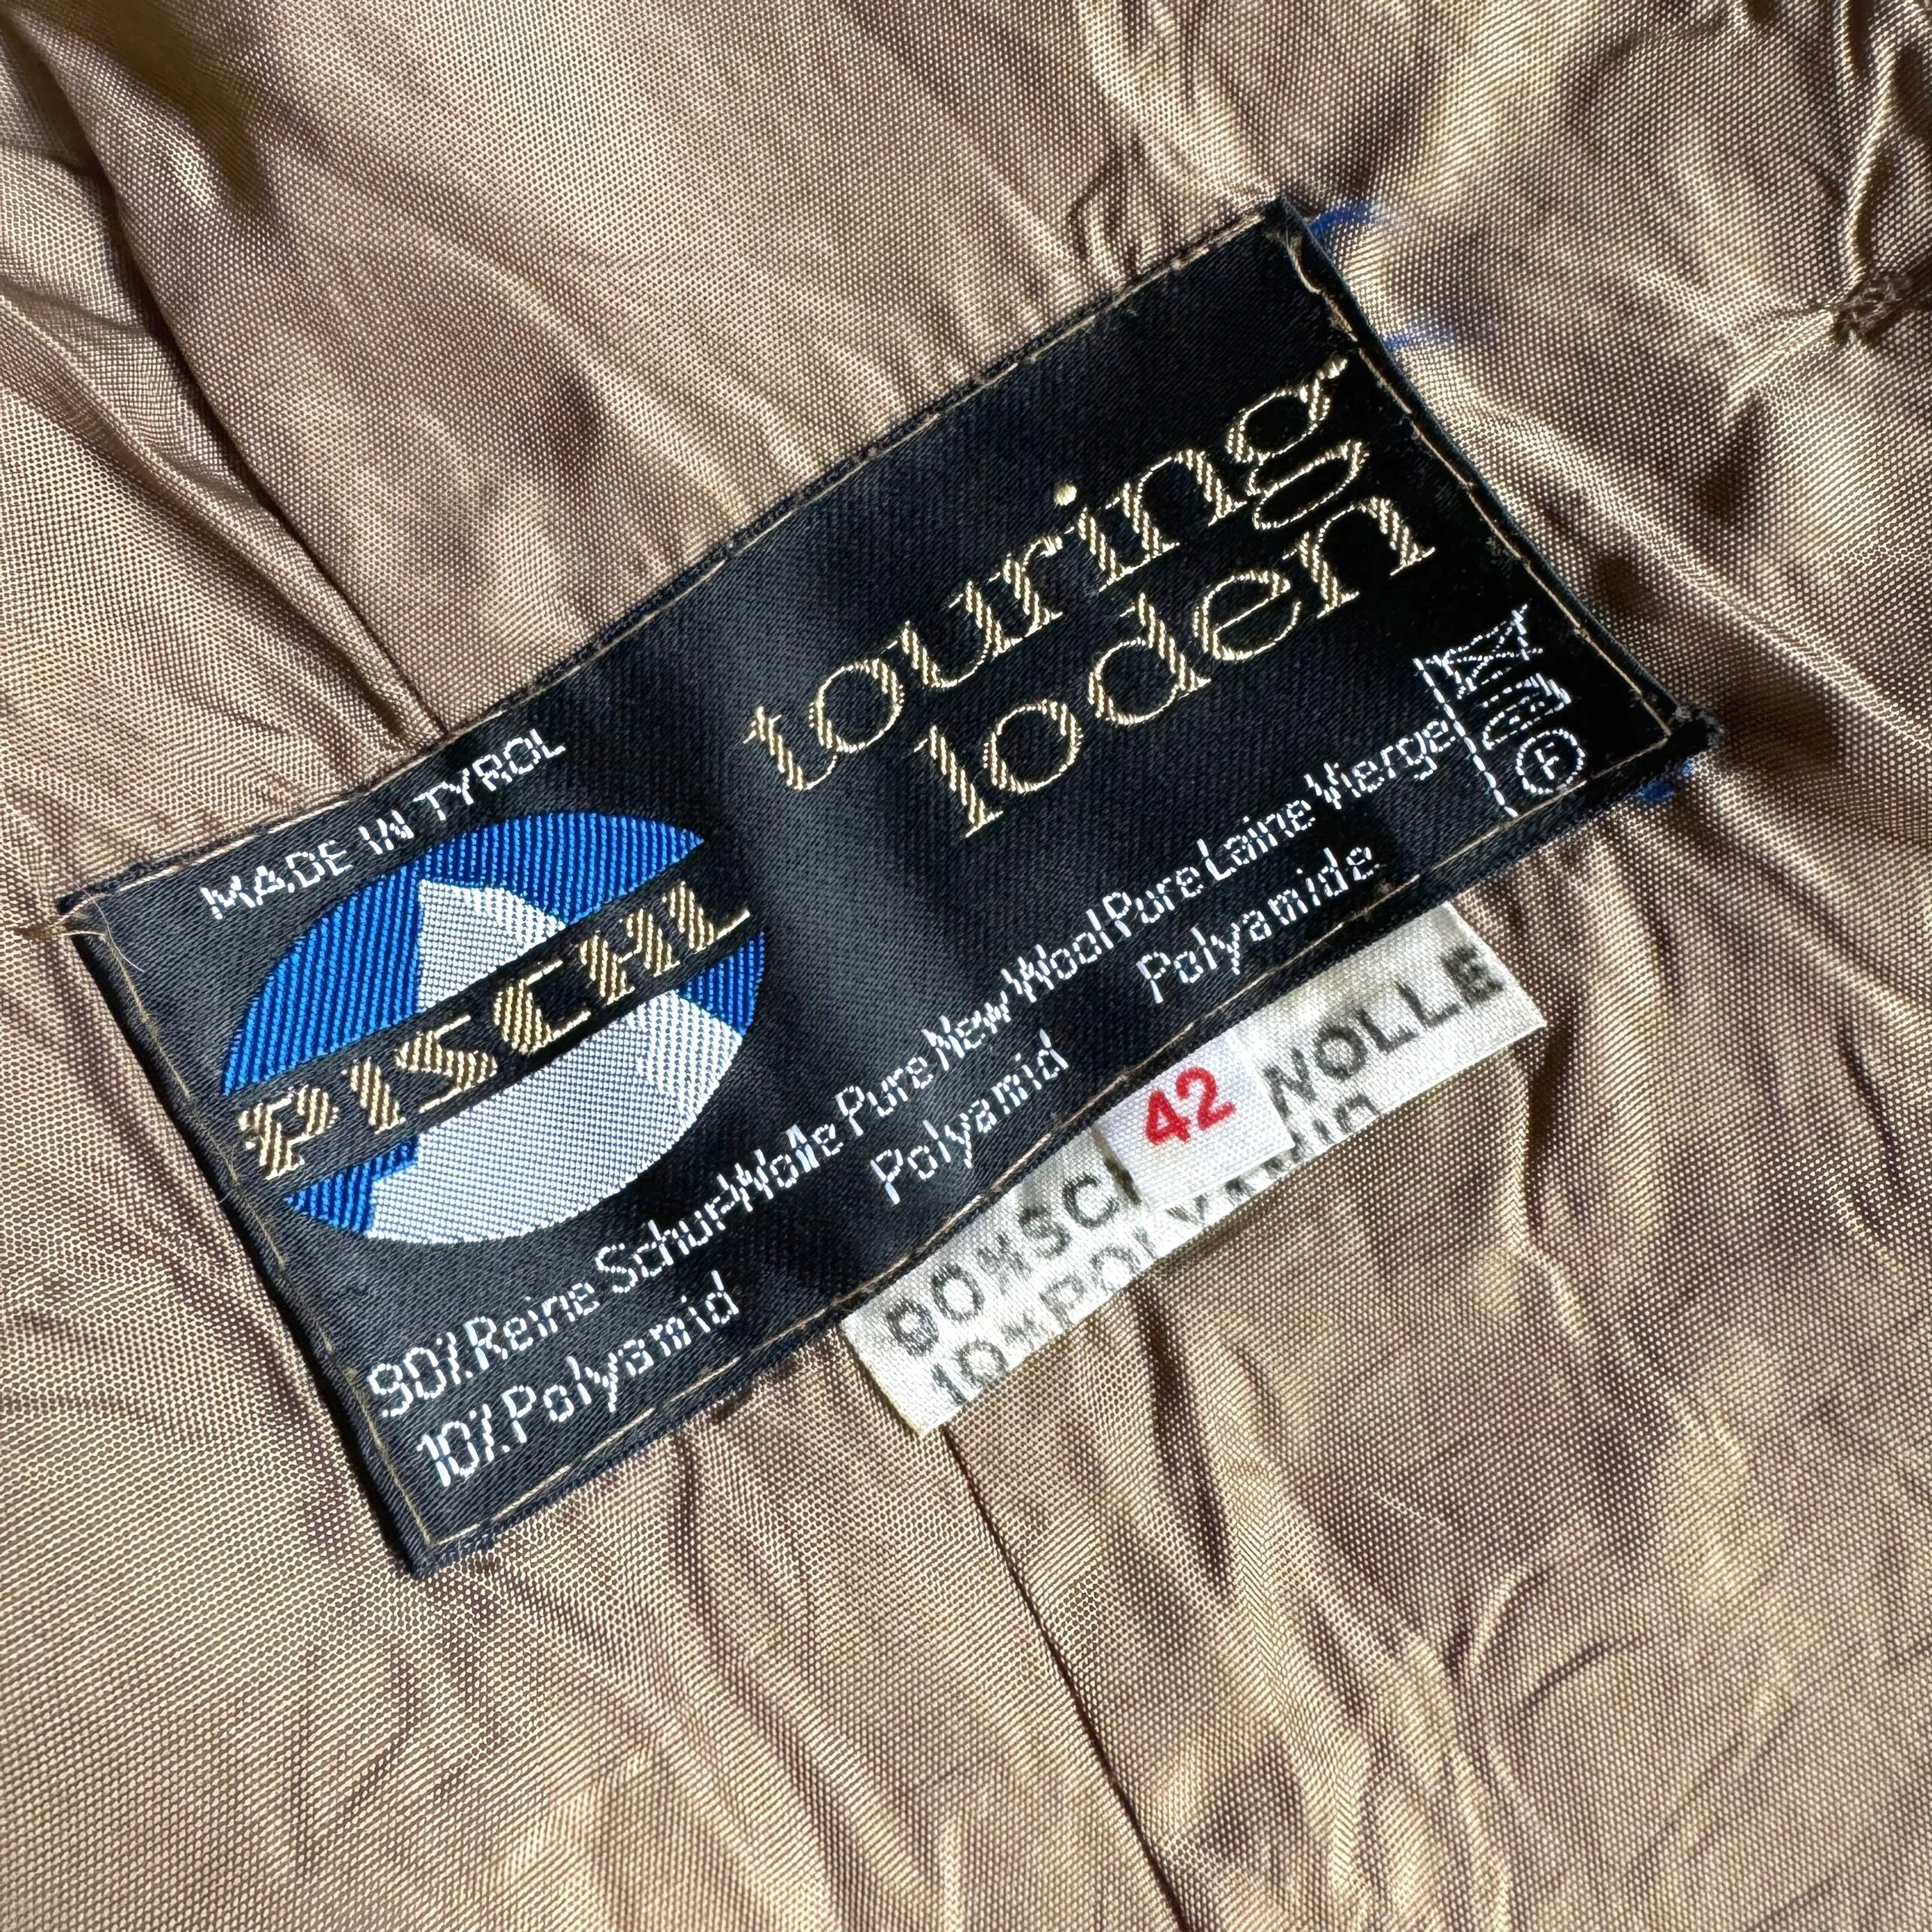 MADE IN TYROL
PISCHL
touring
loden
90% Reine Schur-Wolle Pure New Wool Pure Laine Vierge
10% Polyamid Polyamid Polyamide
F
42
WOLLE